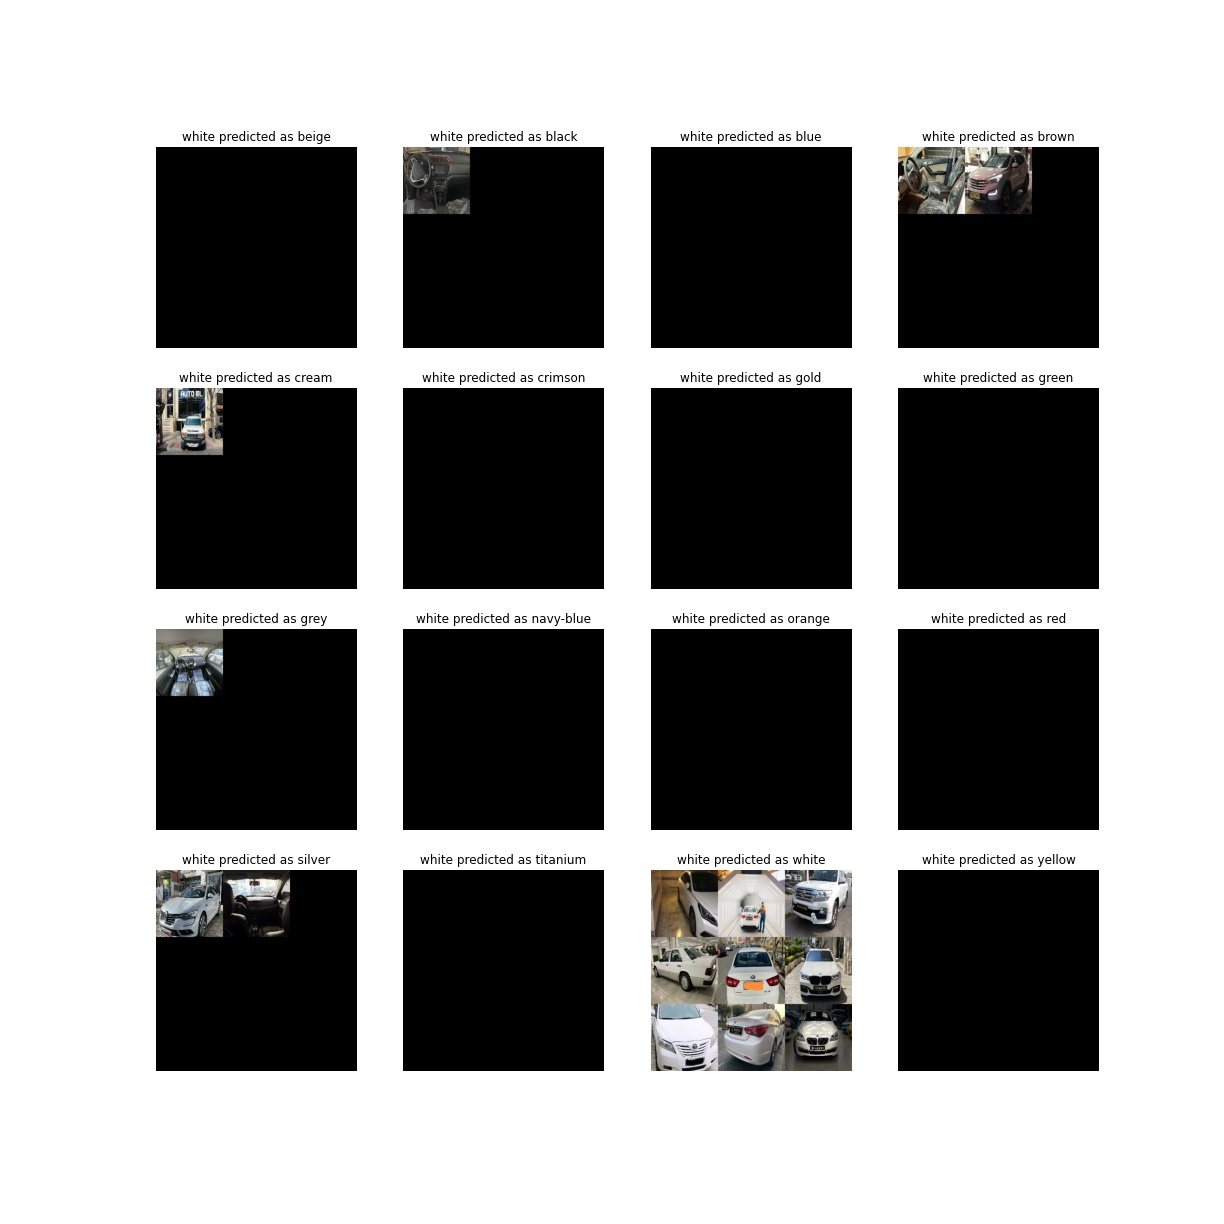 white predicted as beige
white predicted as black
white predicted as blue
white predicted as brown
white predicted as cream
white predicted as crimson
white predicted as gold
white predicted as green
AUTO
white predicted as grey
white predicted as navy-blue
white predicted as orange
white predicted as red
white predicted as silver
white predicted as titanium
white predicted as white
white predicted as yellow